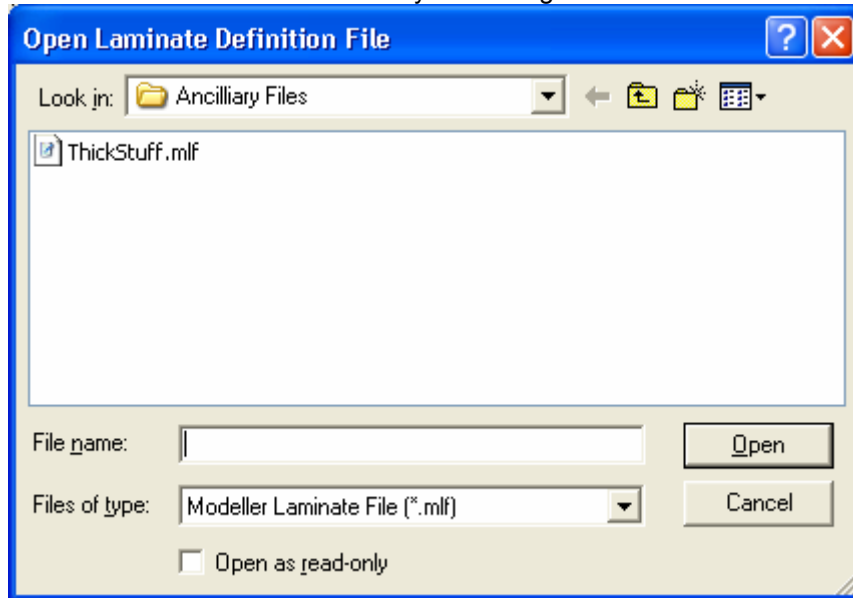 Open Laminate Definition File
Look in: Ancilliary Files
ThickStuff.mlf
File name: Open
Files of type: Modeller Laminate File (*.mlf) Cancel
Open as read-only